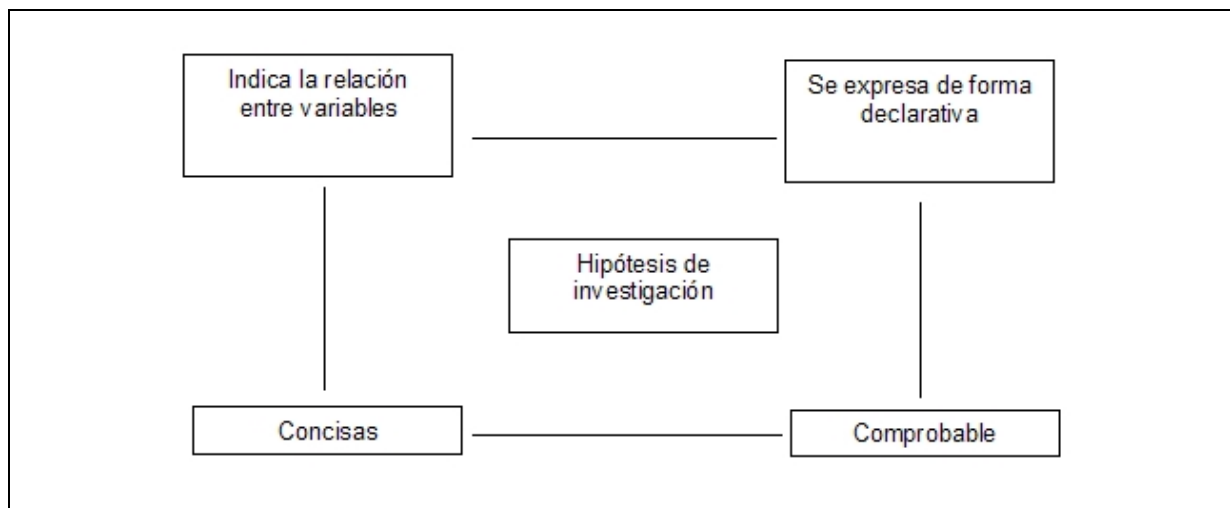 Indica la relación
entre variables
Se expresa de forma
declarativa
Hipótesis de
investigación
Concisas
Comprobable